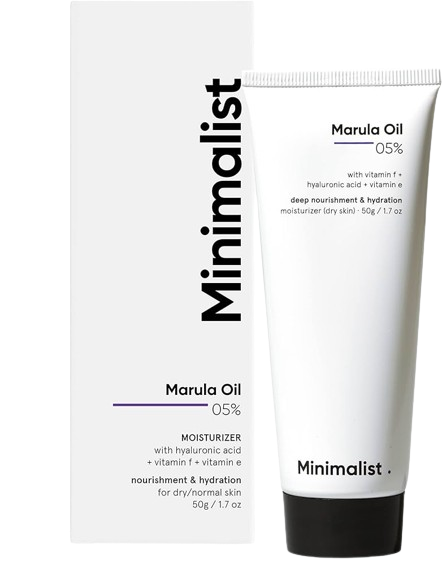 Minimalist
Marula Oil
05%
MOISTURIZER
with hyaluronic acid
+ vitamin f + vitamin e
nourishment & hydration
for dry/normal skin
50g / 1.7 oz
Marula Oil
05%
with vitamin f +
hyaluronic acid + vitamin e
deep nourishment & hydration
moisturizer (dry skin) · 50g / 1.7 oz
Minimalist .